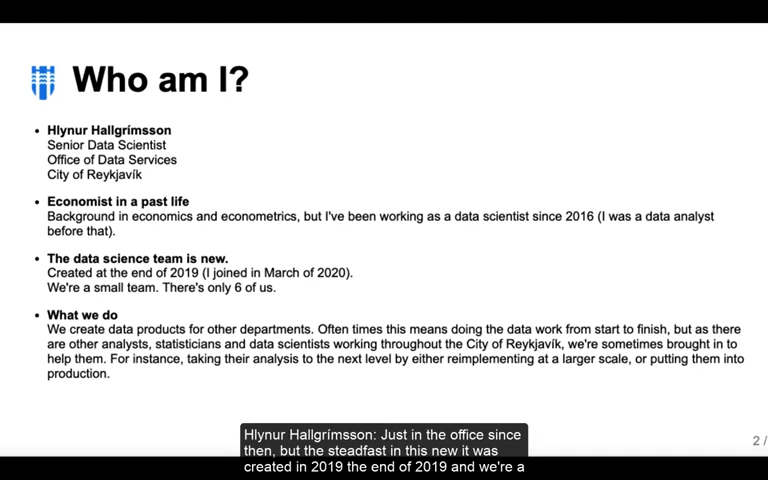 Who am I?
• Hlynur Hallgrímsson
Senior Data Scientist
Office of Data Services
City of Reykjavík
• Economist in a past life
Background in economics and econometrics, but I've been working as a data scientist since 2016 (I was a data analyst
before that).
• The data science team is new.
Created at the end of 2019 (I joined in March of 2020).
We're a small team. There's only 6 of us.
• What we do
We create data products for other departments. Often times this means doing the data work from start to finish, but as there
are other analysts, statisticians and data scientists working throughout the City of Reykjavík, we're sometimes brought in to
help them. For instance, taking their analysis to the next level by either reimplementing at a larger scale, or putting them into
production.
Hlynur Hallgrímsson: Just in the office since
then, but the steadfast in this new it was
created in 2019 the end of 2019 and we're a
2 /